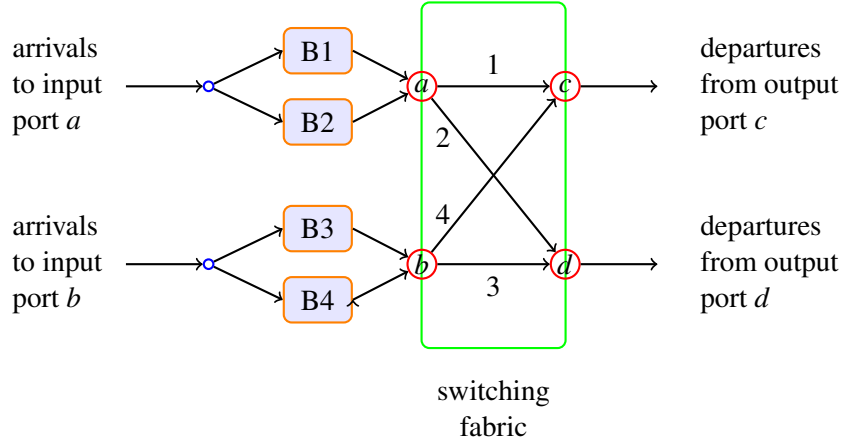 arrivals
to input
port a
B1
B2
a
1
c
2
departures
from output
port c
arrivals
to input
port b
B3
B4
b
4
3
d
departures
from output
port d
switching
fabric